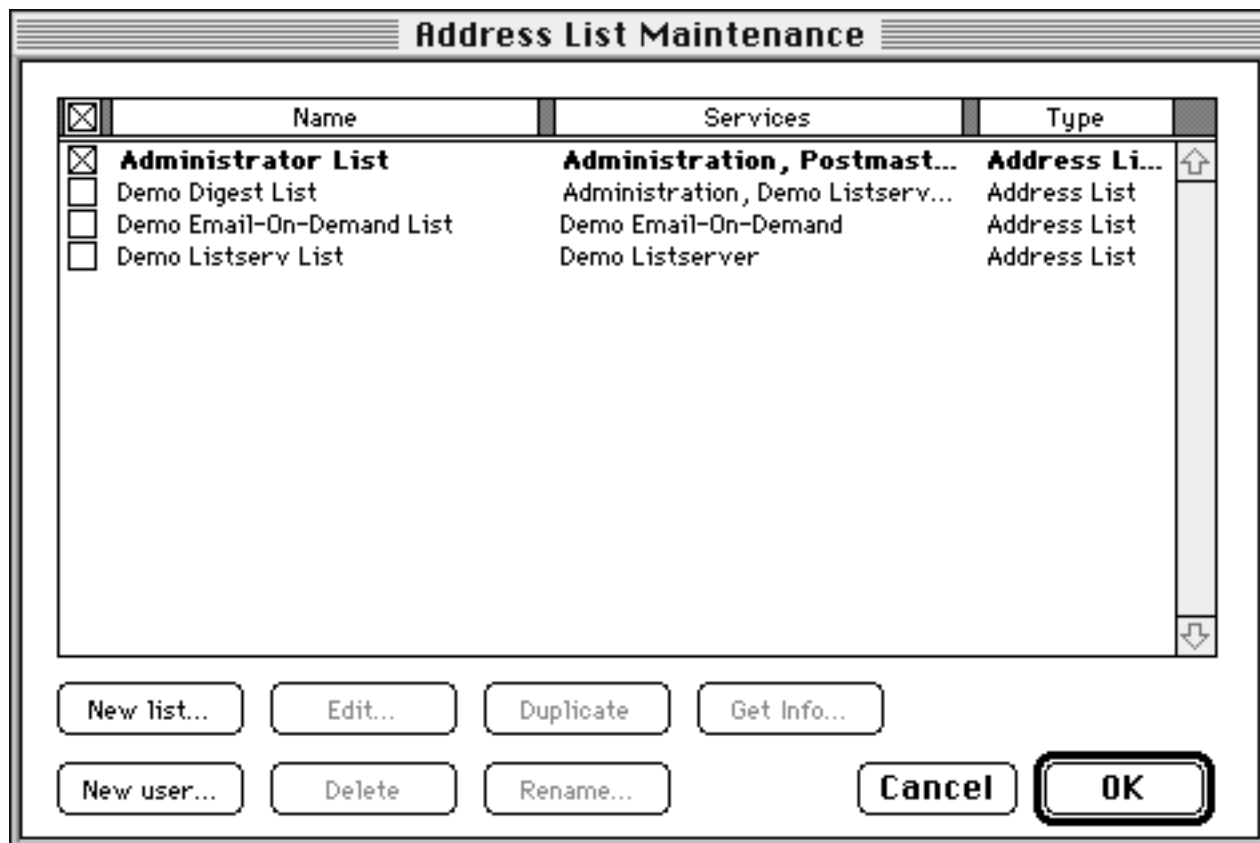 Address List Maintenance
Name Services Type
Administrator List Administration, Postmast... Address Li...
Demo Digest List Administration, Demo Listserv... Address List
Demo Email-On-Demand List Demo Email-On-Demand Address List
Demo Listserv List Demo Listserver Address List
New list... Edit... Duplicate Get Info...
New user... Delete Rename... Cancel OK